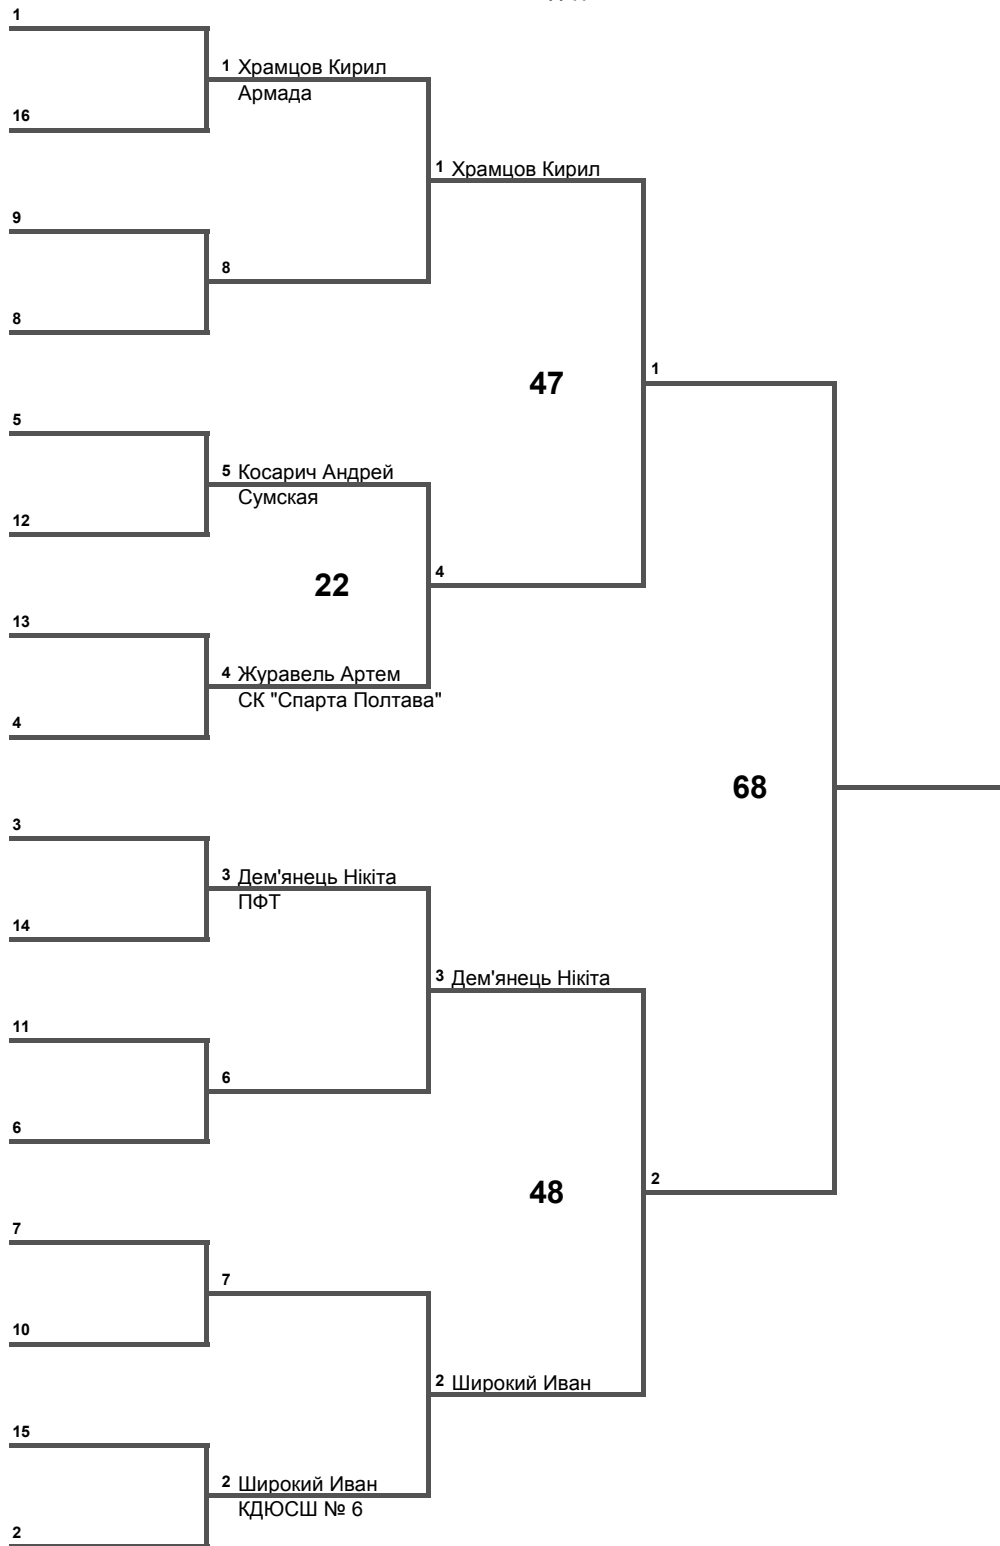 1
1 Храмцов Кирил
Армада
16
1 Храмцов Кирил
9
8
8
1
47
5
5 Косарич Андрей
Сумская
12
4
22
13
4 Журавель Артем
СК "Спарта Полтава"
4
68
3
3 Дем'янець Нікіта
ПФТ
14
3 Дем'янець Нікіта
11
6
6
2
48
7
7
10
2 Широкий Иван
15
2 Широкий Иван
КДЮСШ № 6
2